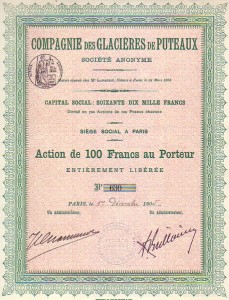 COMPAGNIE DES GLACIÈRES DE PUTEAUX
SOCIÉTÉ ANONYME
CAPITAL SOCIAL: SOIXANTE DIX MILLE FRANCS
SIÈGE SOCIAL A PARIS
Action de 100 Francs au Porteur
ENTIÈREMENT LIBÉRÉE
Nº 630
PARIS, le
UN ADMINISTRATEUR, UN ADMINISTRATEUR,